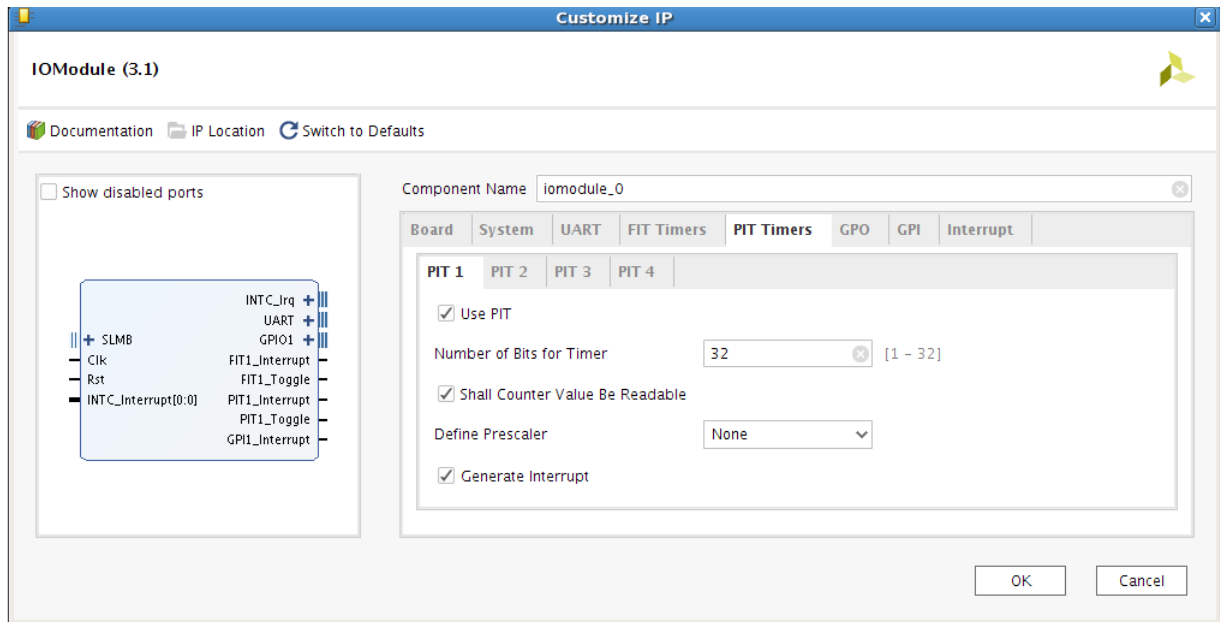 Customize IP
IOModule (3.1)
Documentation IP Location Switch to Defaults
Show disabled ports
INTC_Irq
UART
SLMB GPIO1
Clk FIT1_Interrupt
Rst FIT1_Toggle
INTC_Interrupt[0:0] PIT1_Interrupt
PIT1_Toggle
GPI1_Interrupt
Component Name iomodule_0
Board System UART FIT Timers PIT Timers GPO GPI Interrupt
PIT 1 PIT 2 PIT 3 PIT 4
Use PIT
Number of Bits for Timer 32 [1 - 32]
Shall Counter Value Be Readable
Define Prescaler None
Generate Interrupt
OK Cancel